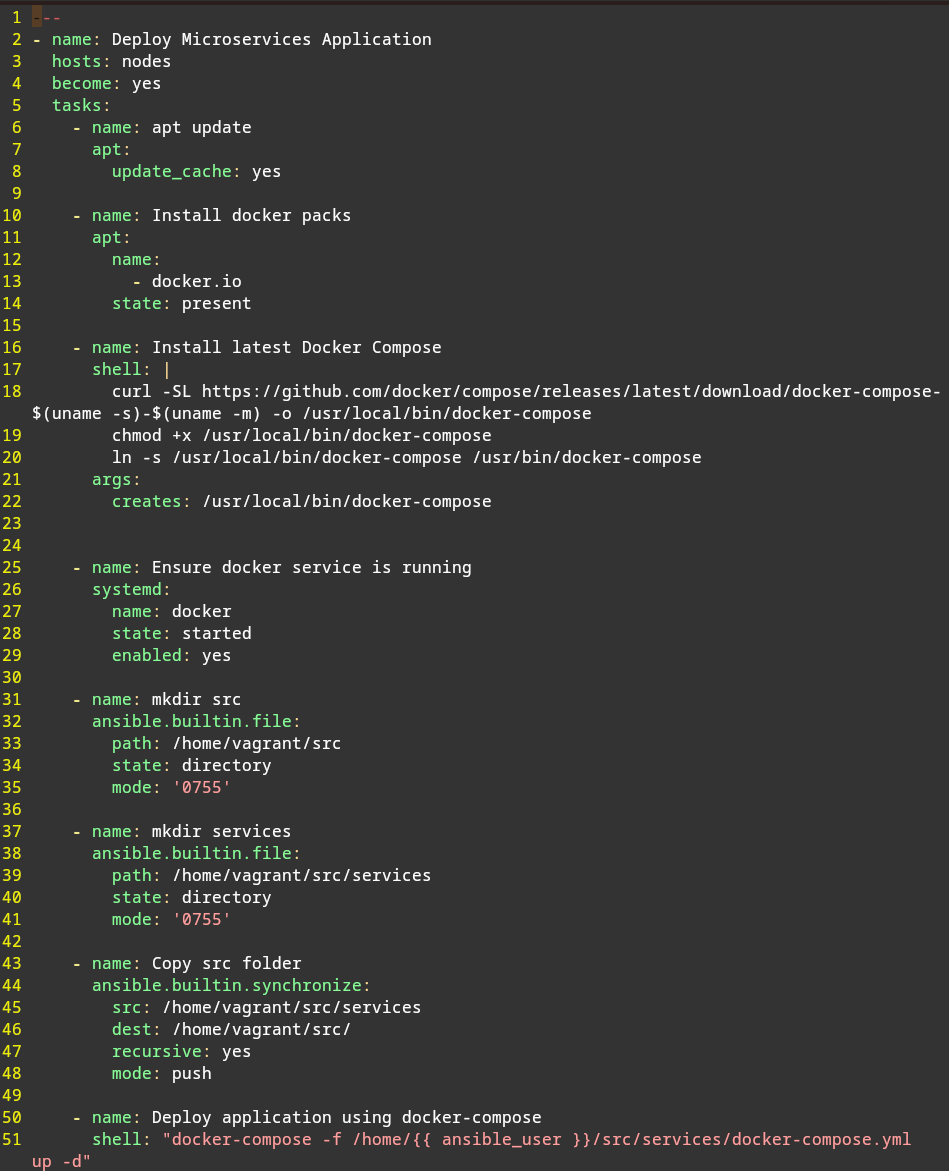 1 ---
2 - name: Deploy Microservices Application
3   hosts: nodes
4   become: yes
5   tasks:
6     - name: apt update
7       apt:
8         update_cache: yes
9
10     - name: Install docker packs
11       apt:
12         name:
13           - docker.io
14         state: present
15
16     - name: Install latest Docker Compose
17       shell: |
18         curl -SL https://github.com/docker/compose/releases/latest/download/docker-compose-
$(uname -s)-$(uname -m) -o /usr/local/bin/docker-compose
19         chmod +x /usr/local/bin/docker-compose
20         ln -s /usr/local/bin/docker-compose /usr/bin/docker-compose
21       args:
22         creates: /usr/local/bin/docker-compose
23
24
25     - name: Ensure docker service is running
26       systemd:
27         name: docker
28         state: started
29         enabled: yes
30
31     - name: mkdir src
32       ansible.builtin.file:
33         path: /home/vagrant/src
34         state: directory
35         mode: '0755'
36
37     - name: mkdir services
38       ansible.builtin.file:
39         path: /home/vagrant/src/services
40         state: directory
41         mode: '0755'
42
43     - name: Copy src folder
44       ansible.builtin.synchronize:
45         src: /home/vagrant/src/services
46         dest: /home/vagrant/src/
47         recursive: yes
48         mode: push
49
50     - name: Deploy application using docker-compose
51       shell: "docker-compose -f /home/{{ ansible_user }}/src/services/docker-compose.yml
up -d"